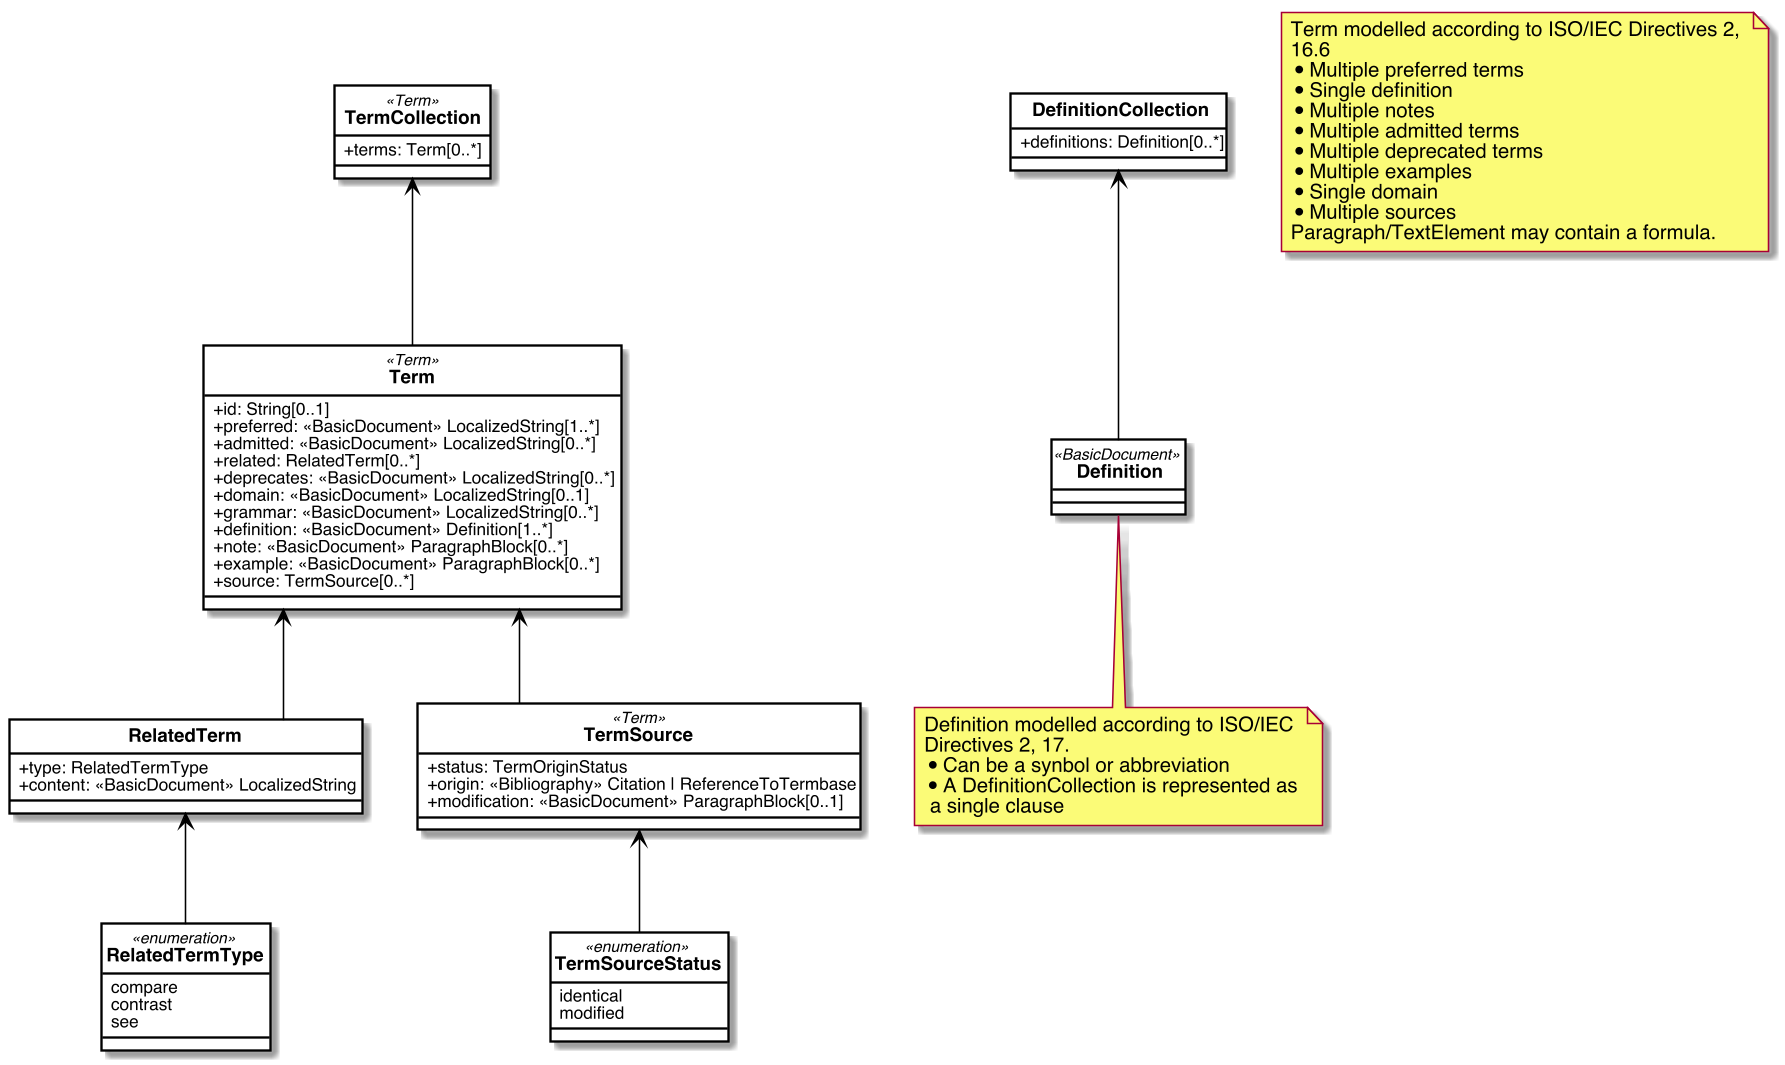 Term modelled according to ISO/IEC Directives 2,
16.6
• Multiple preferred terms
• Single definition
• Multiple notes
• Multiple admitted terms
• Multiple deprecated terms
• Multiple examples
• Single domain
• Multiple sources
Paragraph/TextElement may contain a formula.
«Term»
TermCollection
+terms: Term[0..*]
DefinitionCollection
+definitions: Definition[0..*]
«Term»
Term
+id: String[0..1]
+preferred: «BasicDocument» LocalizedString[1..*]
+admitted: «BasicDocument» LocalizedString[0..*]
+related: RelatedTerm[0..*]
+deprecates: «BasicDocument» LocalizedString[0..*]
+domain: «BasicDocument» LocalizedString[0..1]
+grammar: «BasicDocument» LocalizedString[0..*]
+definition: «BasicDocument» Definition[1..*]
+note: «BasicDocument» ParagraphBlock[0..*]
+example: «BasicDocument» ParagraphBlock[0..*]
+source: TermSource[0..*]
«BasicDocument»
Definition
RelatedTerm
+type: RelatedTermType
+content: «BasicDocument» LocalizedString
«Term»
TermSource
+status: TermOriginStatus
+origin: «Bibliography» Citation | ReferenceToTermbase
+modification: «BasicDocument» ParagraphBlock[0..1]
Definition modelled according to ISO/IEC
Directives 2, 17.
• Can be a synbol or abbreviation
• A DefinitionCollection is represented as
a single clause
«enumeration»
RelatedTermType
compare
contrast
see
«enumeration»
TermSourceStatus
identical
modified